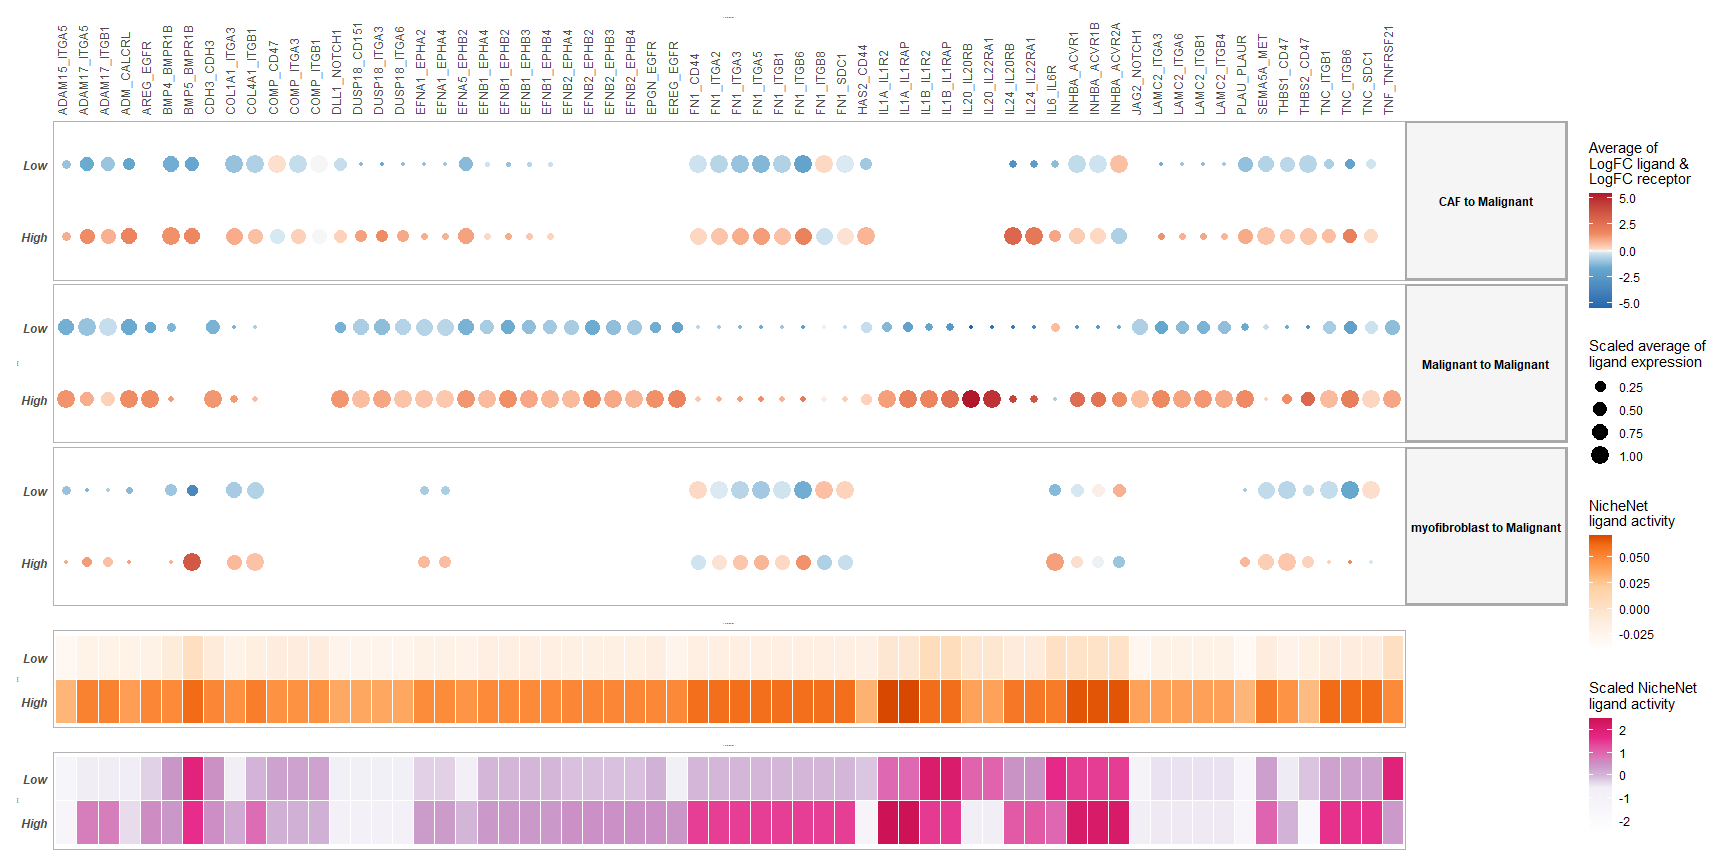 ADAM15_ITGA5
ADAM17_ITGA5
ADAM17_ITGB1
ADM_CALCRL
AREG_EGFR
BMP4_BMPR1B
BMP5_BMPR1B
CDH3_CDH3
COL1A1_ITGA3
COL4A1_ITGB1
COMP_CD47
COMP_ITGA3
COMP_ITGB1
DLL1_NOTCH1
DUSP18_CD151
DUSP18_ITGA3
DUSP18_ITGA6
EFNA1_EPHA2
EFNA1_EPHA4
EFNA5_EPHB2
EFNB1_EPHA4
EFNB1_EPHB2
EFNB1_EPHB3
EFNB1_EPHB4
EFNB2_EPHA4
EFNB2_EPHB2
EFNB2_EPHB3
EFNB2_EPHB4
EPGN_EGFR
EREG_EGFR
FN1_CD44
FN1_ITGA2
FN1_ITGA3
FN1_ITGA5
FN1_ITGB1
FN1_ITGB6
FN1_ITGB8
FN1_SDC1
HAS2_CD44
IL1A_IL1R2
IL1A_IL1RAP
IL1B_IL1R2
IL1B_IL1RAP
IL20_IL20RB
IL20_IL22RA1
IL24_IL20RB
IL24_IL22RA1
IL6_IL6R
INHBA_ACVR1
INHBA_ACVR1B
INHBA_ACVR2A
JAG2_NOTCH1
LAMC2_ITGA3
LAMC2_ITGA6
LAMC2_ITGB1
LAMC2_ITGB4
PLAU_PLAUR
SEMA5A_MET
THBS1_CD47
THBS2_CD47
TNC_ITGB1
TNC_ITGB6
TNC_SDC1
TNF_TNFRSF21
Low
High
CAF to Malignant
Low
High
Malignant to Malignant
Low
High
myofibroblast to Malignant
Low
High
Low
High
Average of
LogFC ligand &
LogFC receptor
5.0
2.5
0.0
-2.5
-5.0
Scaled average of
ligand expression
0.25
0.50
0.75
1.00
NicheNet
ligand activity
0.050
0.025
0.000
-0.025
Scaled NicheNet
ligand activity
2
1
0
-1
-2